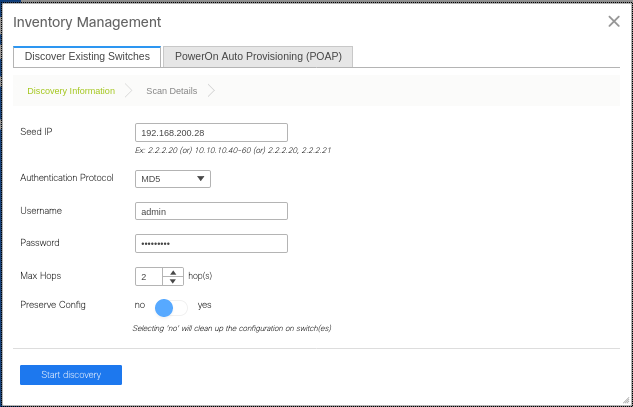 Inventory Management
Discover Existing Switches PowerOn Auto Provisioning (POAP)
Discovery Information Scan Details
Seed IP 192.168.200.28
Ex: 2.2.2.20 (or) 10.10.10.40-60 (or) 2.2.2.20, 2.2.2.21
Authentication Protocol MD5
Username admin
Password •••••••••
Max Hops 2 hop(s)
Preserve Config no yes
Selecting 'no' will clean up the configuration on switch(es)
Start discovery